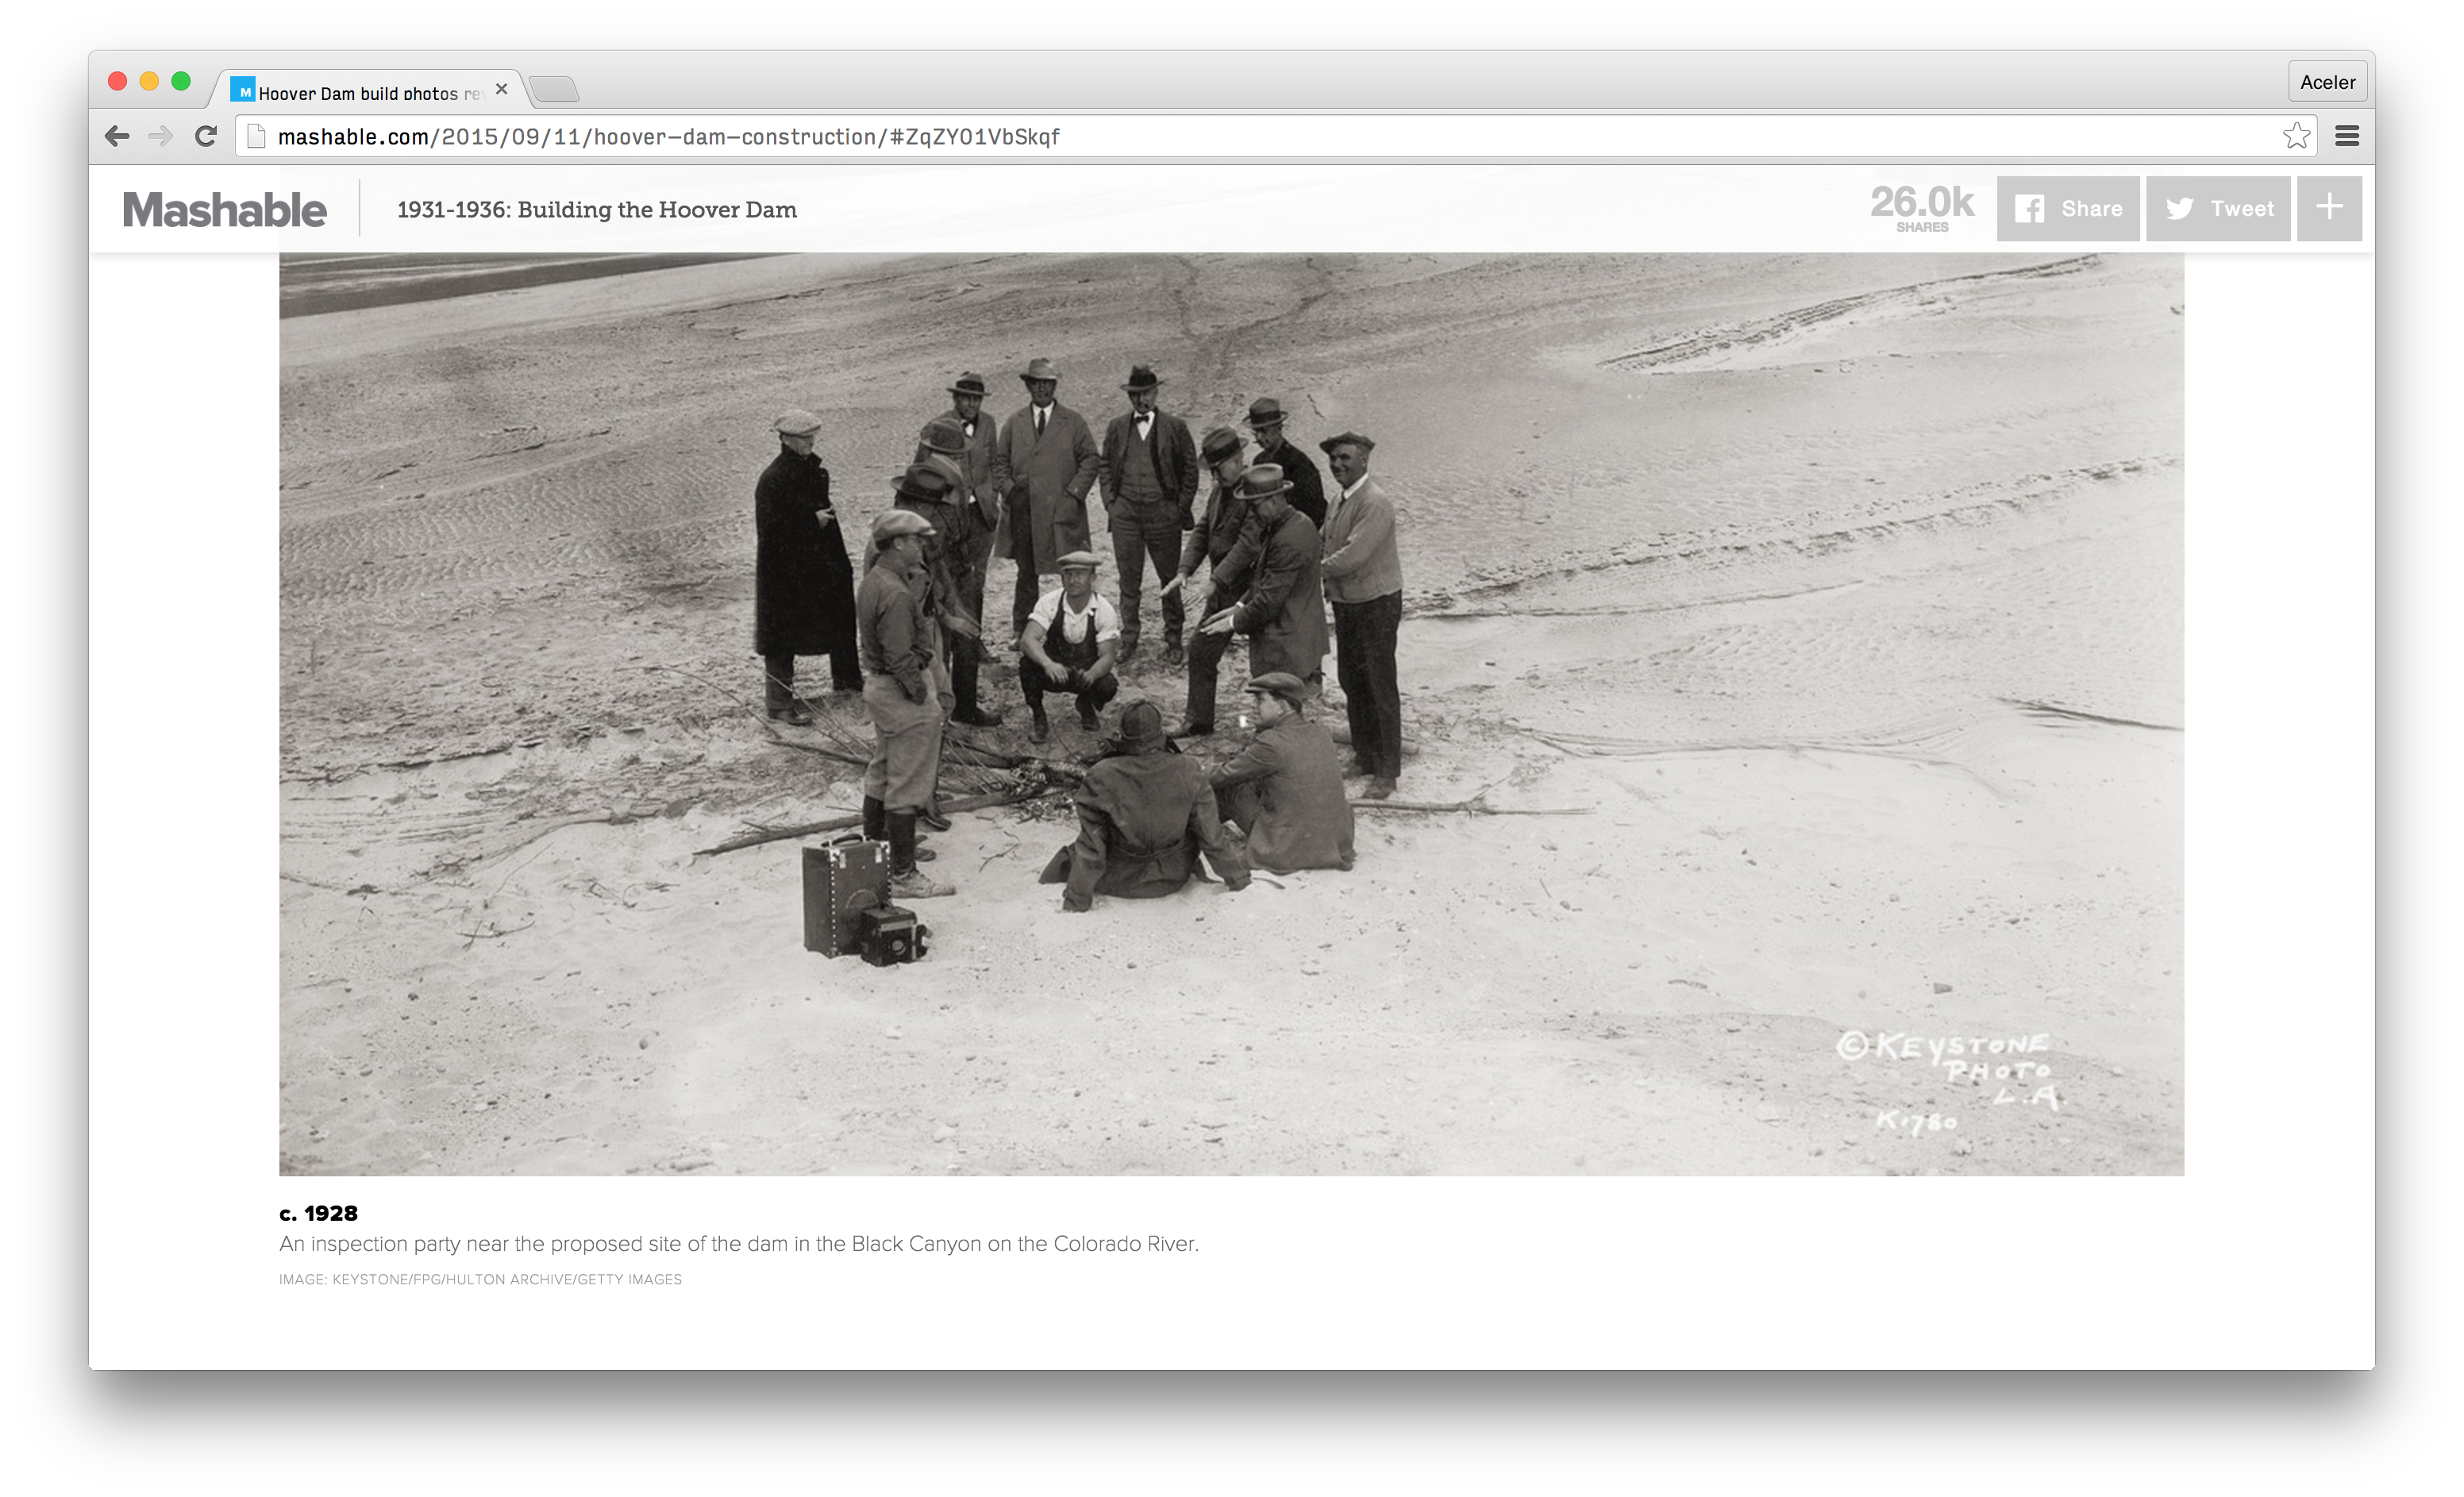 Hoover Dam build photos re
Aceler
mashable.com/2015/09/11/hoover-dam-construction/#ZqZYO1VbSkqf
Mashable
1931-1936: Building the Hoover Dam
26.0k
SHARES
Share
Tweet
© KEYSTONE
PHOTO
L.A.
K1780
c. 1928
An inspection party near the proposed site of the dam in the Black Canyon on the Colorado River.
IMAGE: KEYSTONE/FPG/HULTON ARCHIVE/GETTY IMAGES